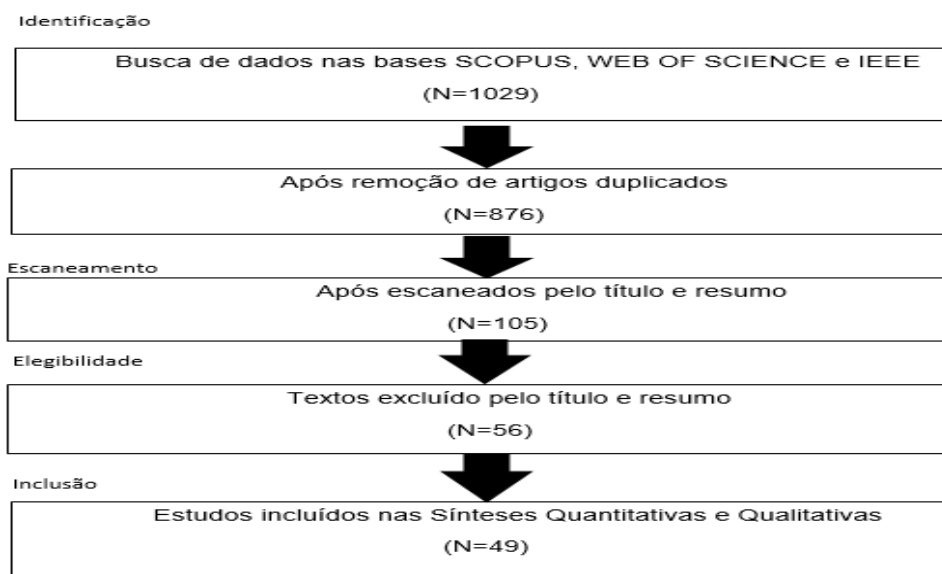 Identificação
Busca de dados nas bases SCOPUS, WEB OF SCIENCE e IEEE
(N=1029)
Após remoção de artigos duplicados
(N=876)
Escaneamento
Após escaneados pelo título e resumo
(N=105)
Elegibilidade
Textos excluído pelo título e resumo
(N=56)
Inclusão
Estudos incluídos nas Sínteses Quantitativas e Qualitativas
(N=49)